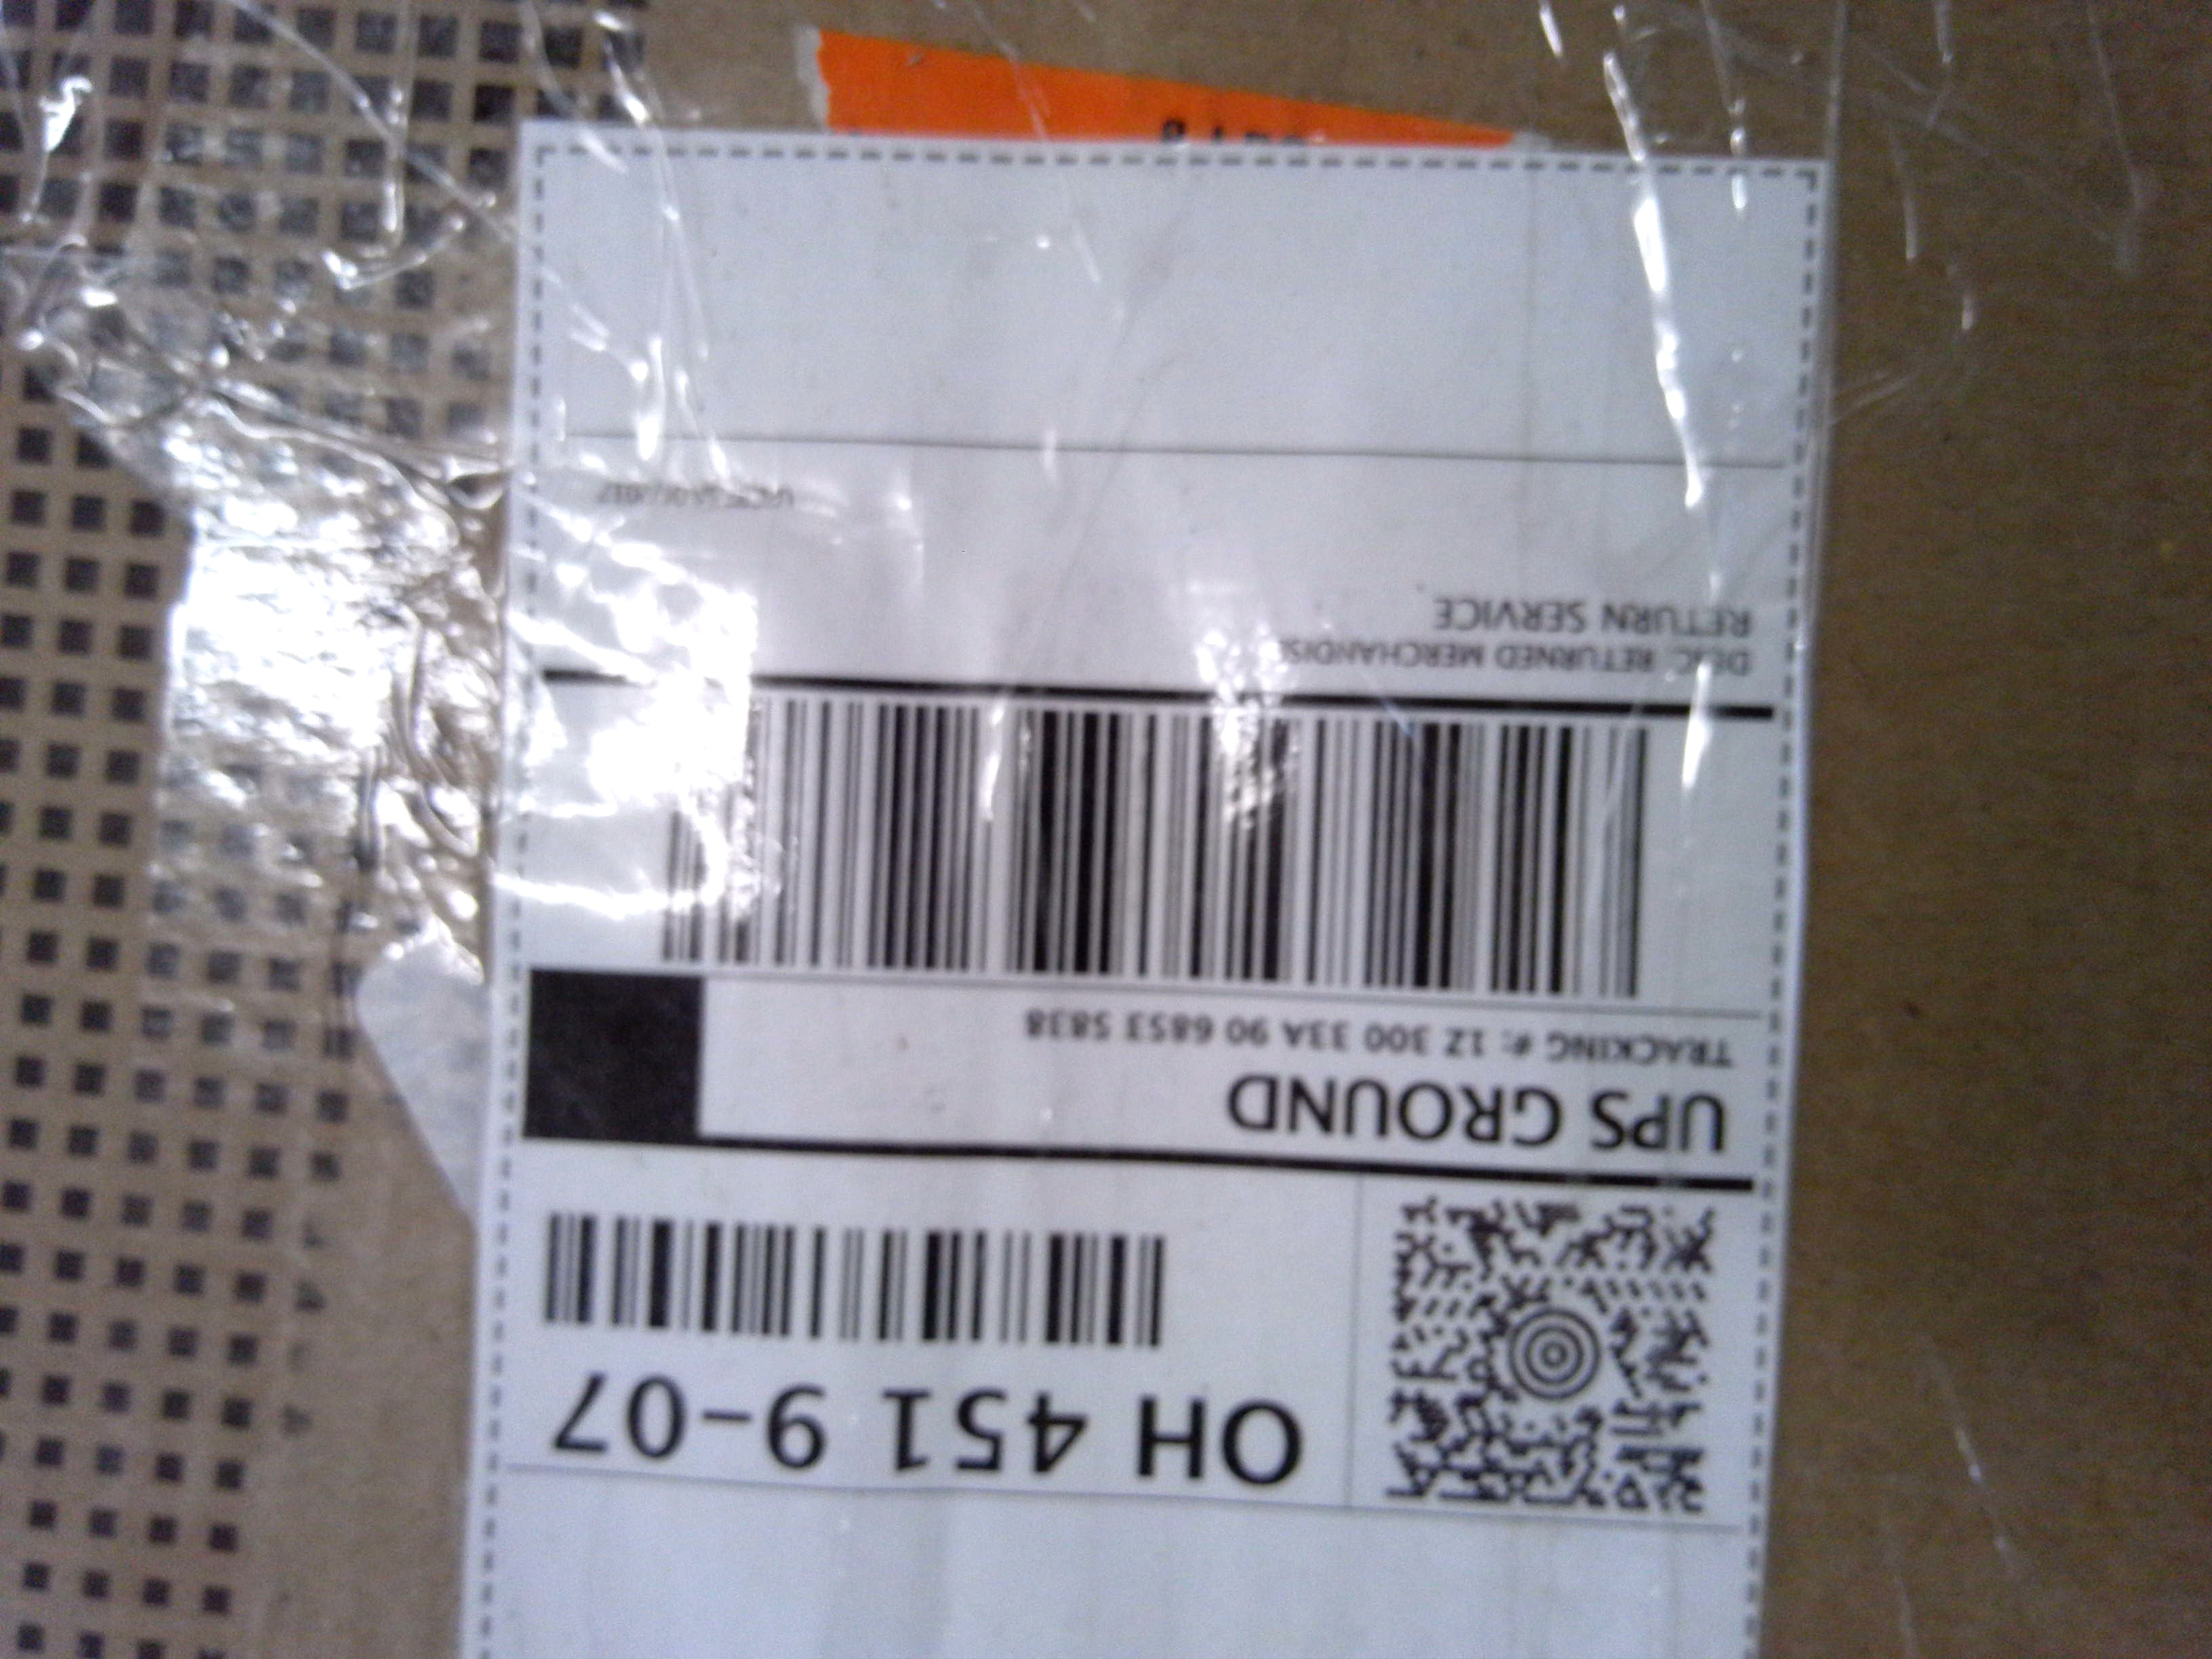 OH 451 9-07
UPS GROUND
TRACKING #: 1Z 300 33A 90 6853 5838
DESC: RETURNED MERCHANDISE
RETURN SERVICE